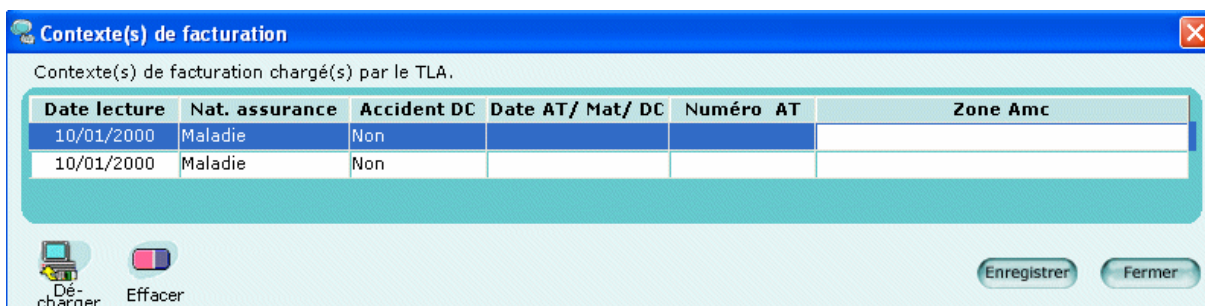 Contexte(s) de facturation
Contexte(s) de facturation chargé(s) par le TLA.
Date lecture Nat. assurance Accident DC Date AT/ Mat/ DC Numéro AT Zone Amc
10/01/2000 Maladie Non
10/01/2000 Maladie Non
Dé-
charger
Effacer
Enregistrer Fermer